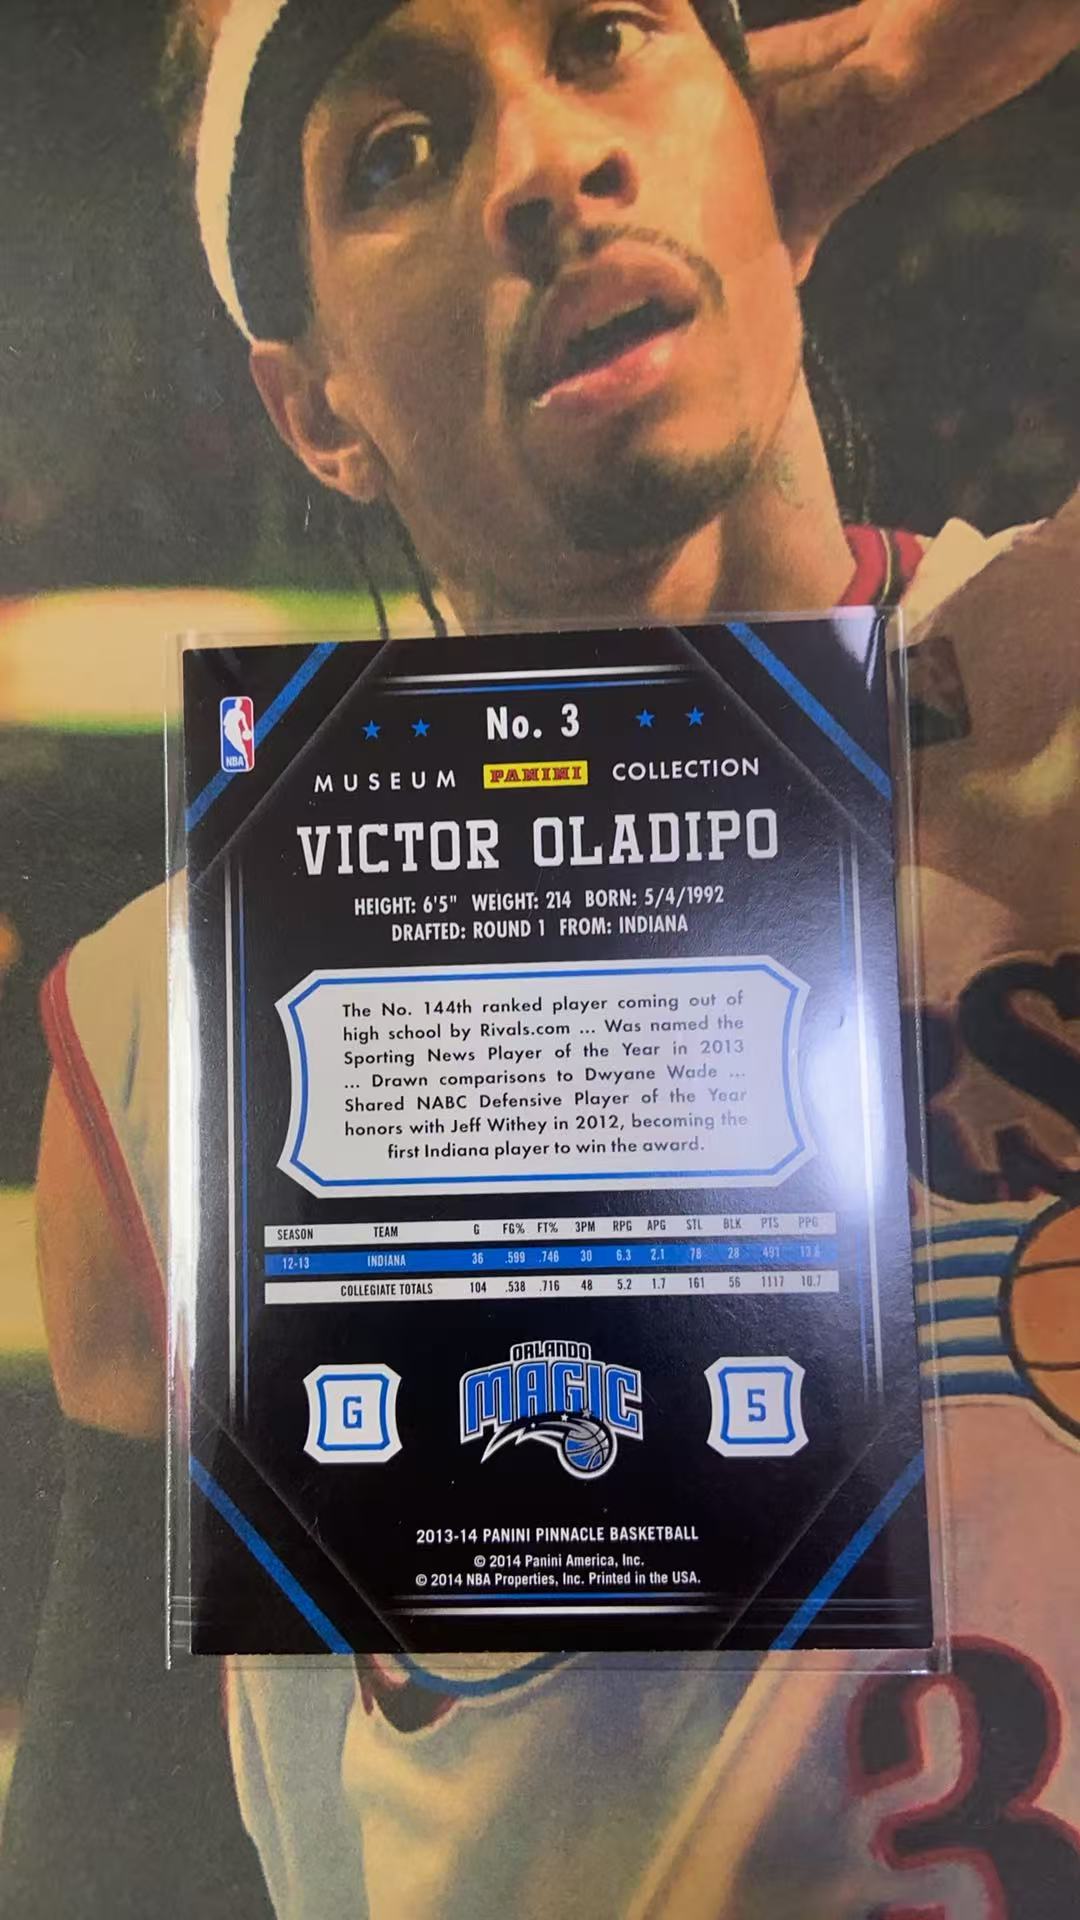 No. 3
MUSEUM PANINI COLLECTION
VICTOR OLADIPO
HEIGHT: 6'5" WEIGHT: 214 BORN: 5/4/1992
DRAFTED: ROUND 1 FROM: INDIANA
The No. 144th ranked player coming out of
high school by Rivals.com ... Was named the
Sporting News Player of the Year in 2013
... Drawn comparisons to Dwyane Wade ...
Shared NABC Defensive Player of the Year
honors with Jeff Withey in 2012, becoming the
first Indiana player to win the award.
SEASON TEAM G FG% FT% 3PM RPG APG STL BLK PTS PPG
12-13 INDIANA 36 .599 .746 30 6.3 2.1 78 28 491 13.6
COLLEGIATE TOTALS 104 .538 .716 48 5.2 1.7 161 56 1117 10.7
ORLANDO
MAGIC
G 5
2013-14 PANINI PINNACLE BASKETBALL
© 2014 Panini America, Inc.
© 2014 NBA Properties, Inc. Printed in the USA.
NBA
3